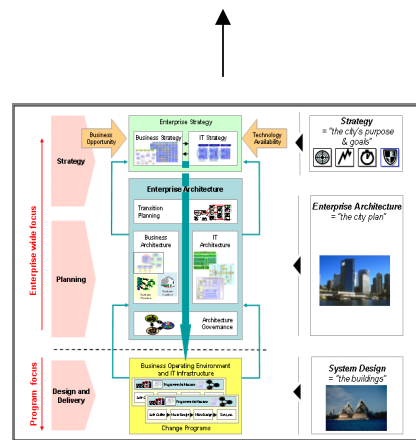 Enterprise Strategy
Business
Opportunity
Business Strategy
IT Strategy
Technology
Availability
Strategy
= "the city's purpose
& goals"
Strategy
Enterprise wide focus
Enterprise Architecture
Transition
Planning
Business
Architecture
IT
Architecture
Planning
Architecture
Governance
Enterprise Architecture
= "the city plan"
Program focus
Design and
Delivery
Business Operating Environment
and IT Infrastructure
Change Programs
System Design
= "the buildings"